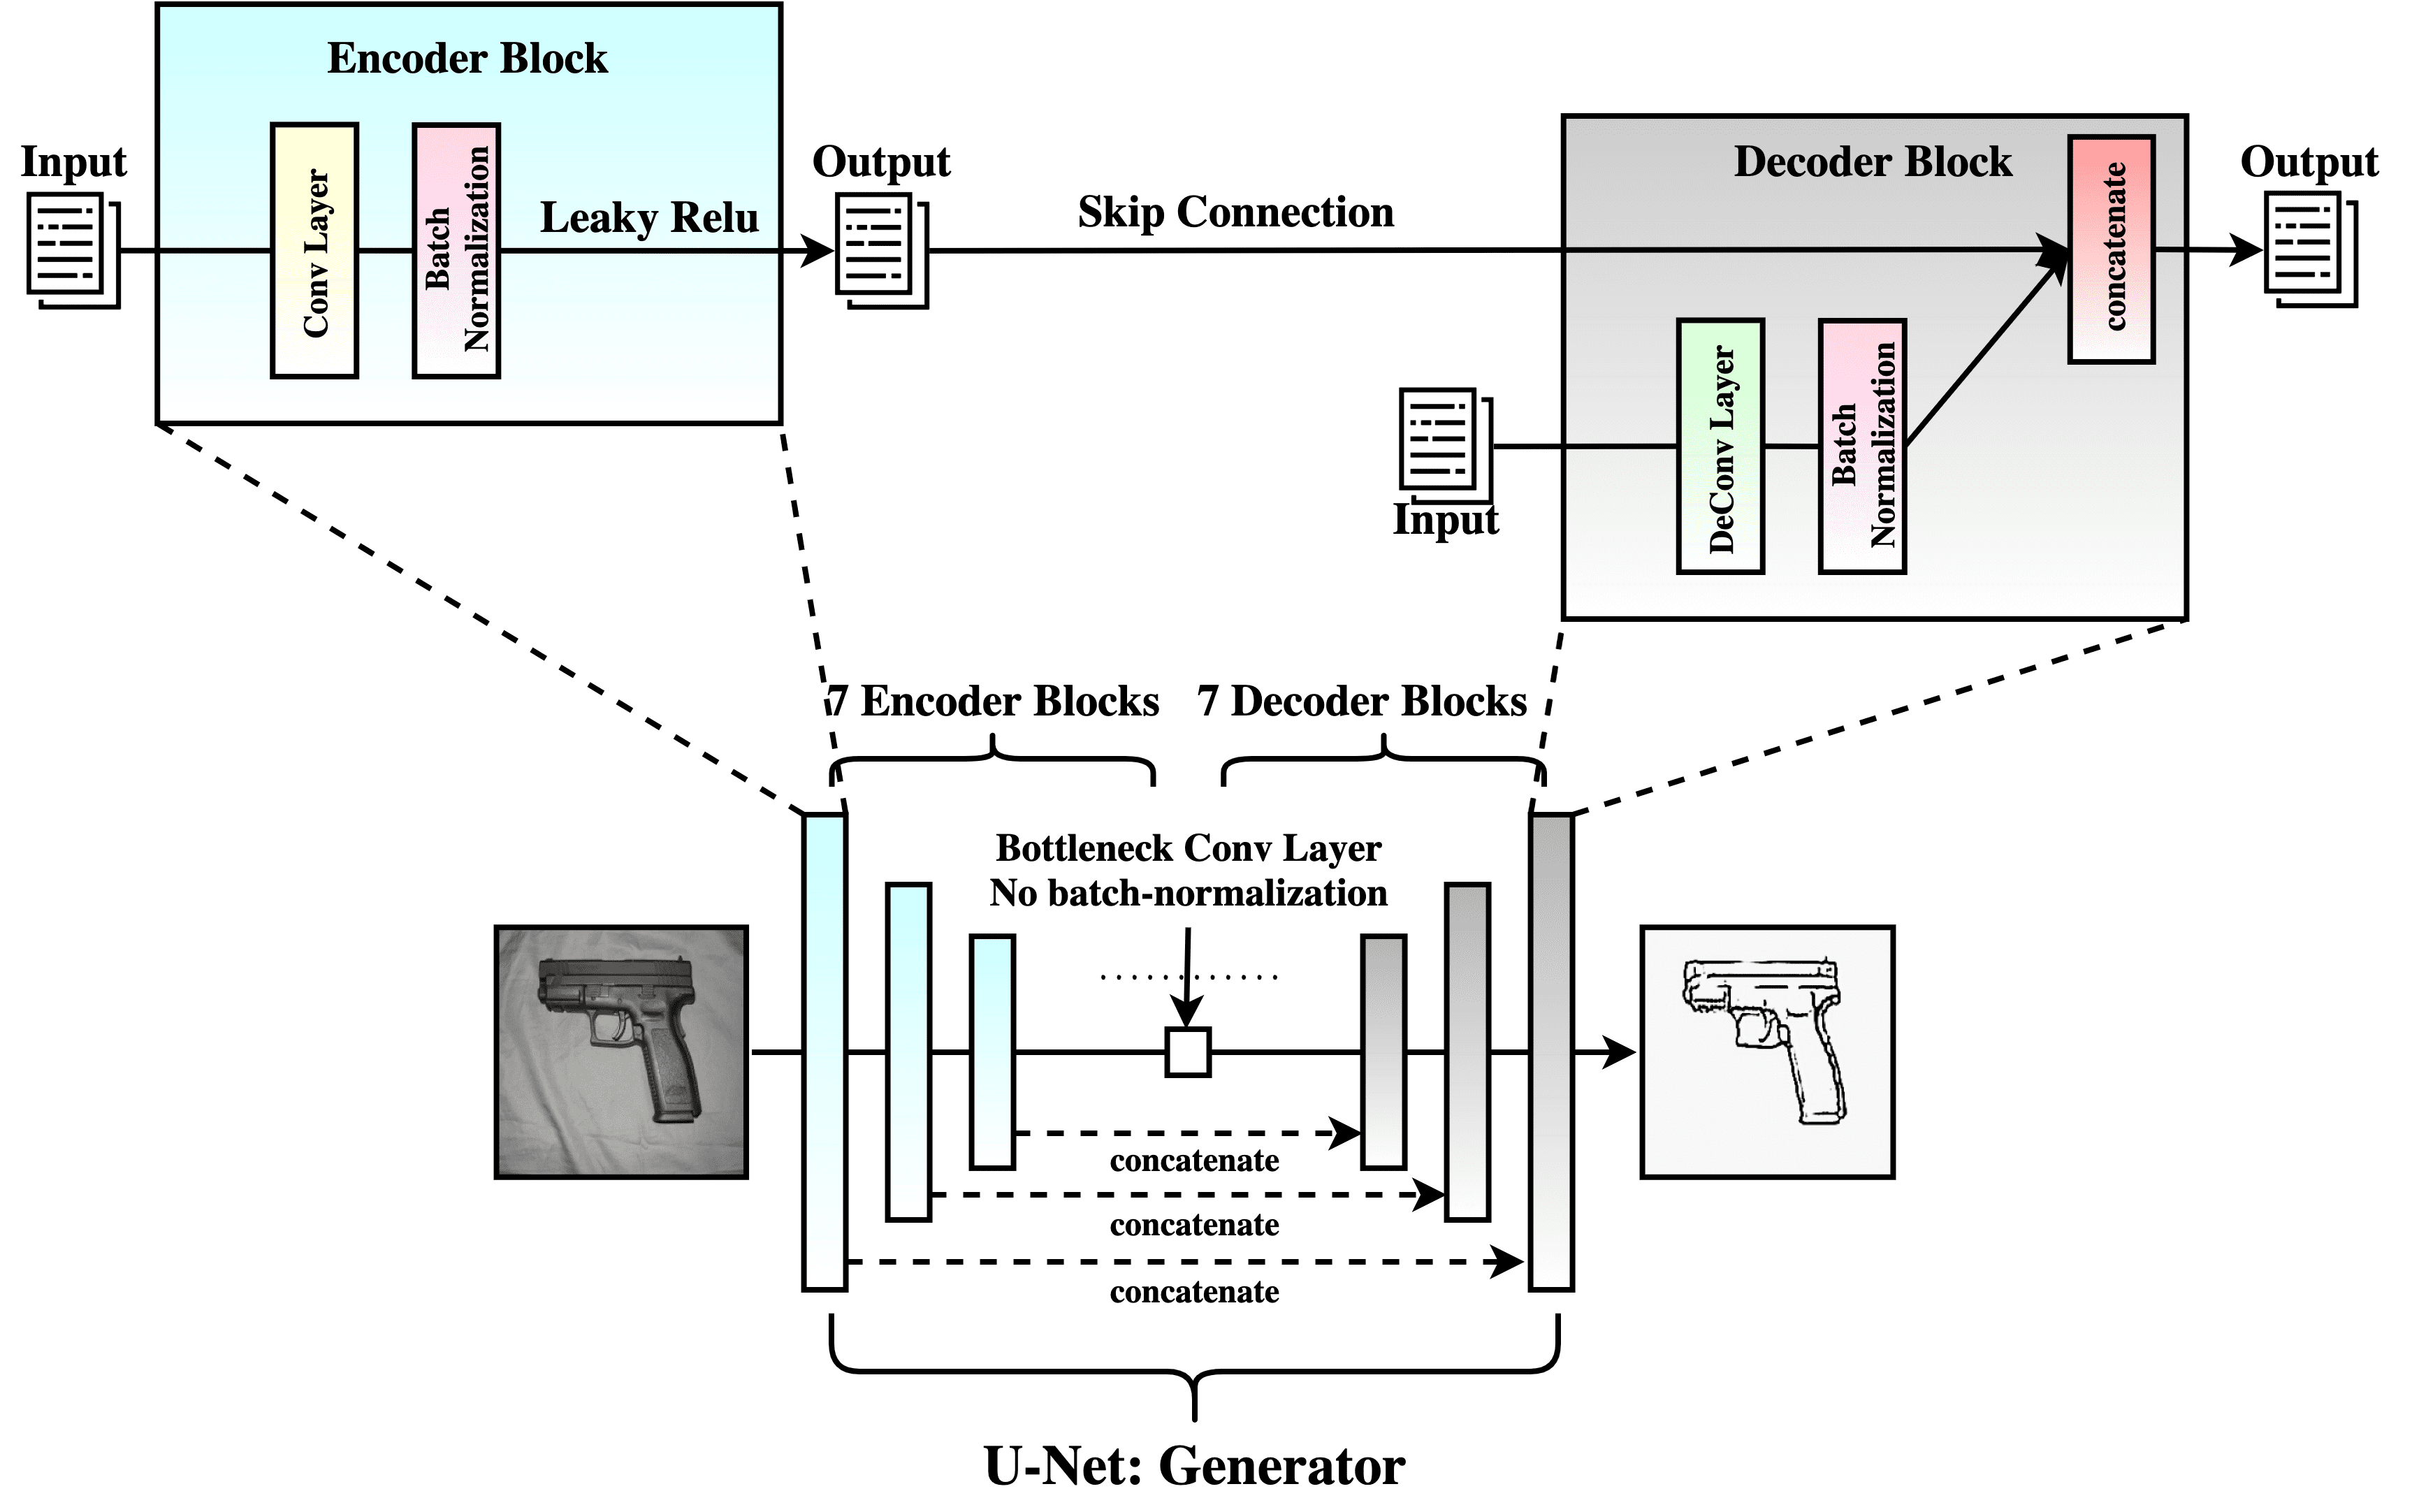 Encoder Block
Input
Conv Layer
Batch
Normalization
Leaky Relu
Output
Skip Connection
Decoder Block
concatenate
Output
Input
DeConv Layer
Batch
Normalization
7 Encoder Blocks
7 Decoder Blocks
Bottleneck Conv Layer
No batch-normalization
concatenate
concatenate
concatenate
U-Net: Generator